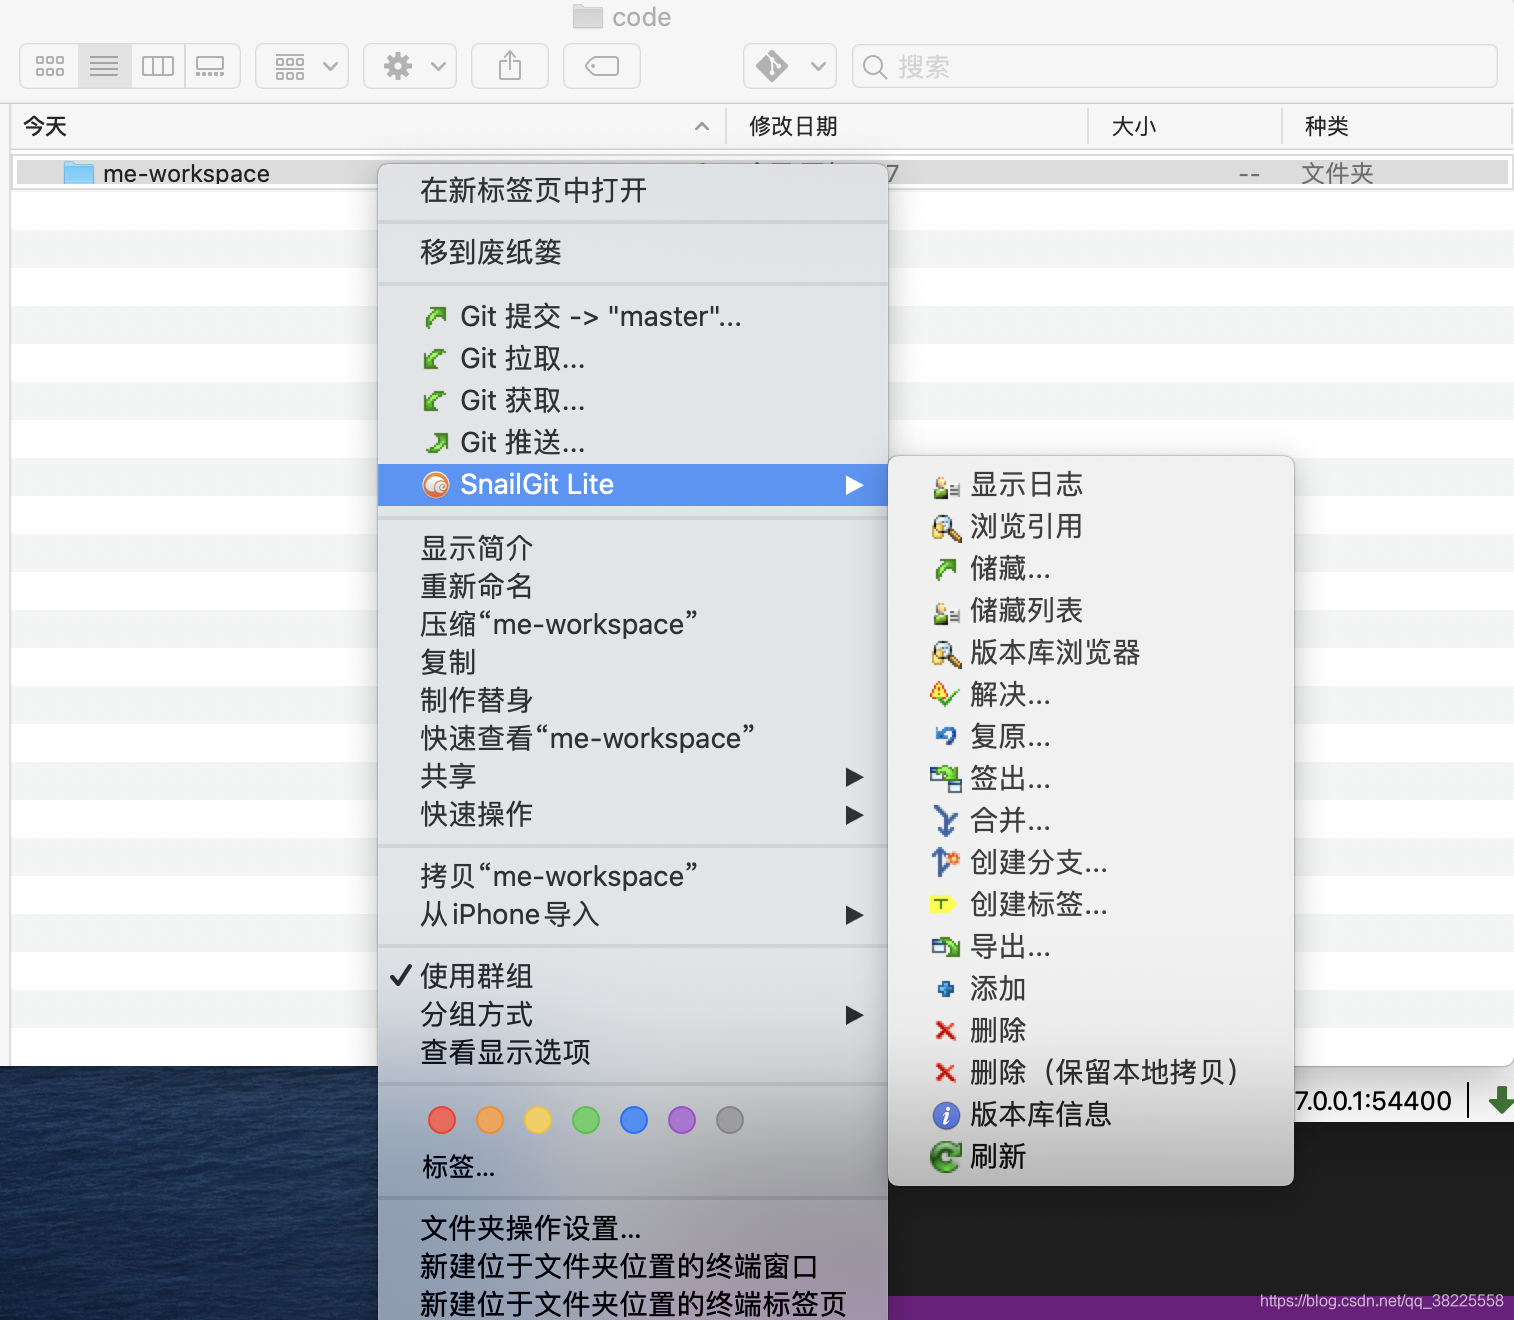 code
搜索
今天
修改日期
大小
种类
me-workspace
7
--
文件夹
在新标签页中打开
移到废纸篓
Git 提交 -> "master"...
Git 拉取...
Git 获取...
Git 推送...
SnailGit Lite
显示简介
重新命名
压缩“me-workspace”
复制
制作替身
快速查看“me-workspace”
共享
快速操作
拷贝“me-workspace”
从 iPhone 导入
使用群组
分组方式
查看显示选项
标签...
文件夹操作设置...
新建位于文件夹位置的终端窗口
新建位于文件夹位置的终端标签页
显示日志
浏览引用
储藏...
储藏列表
版本库浏览器
解决...
复原...
签出...
合并...
创建分支...
创建标签...
导出...
添加
删除
删除（保留本地拷贝）
版本库信息
刷新
7.0.0.1:54400
https://blog.csdn.net/qq_38225558